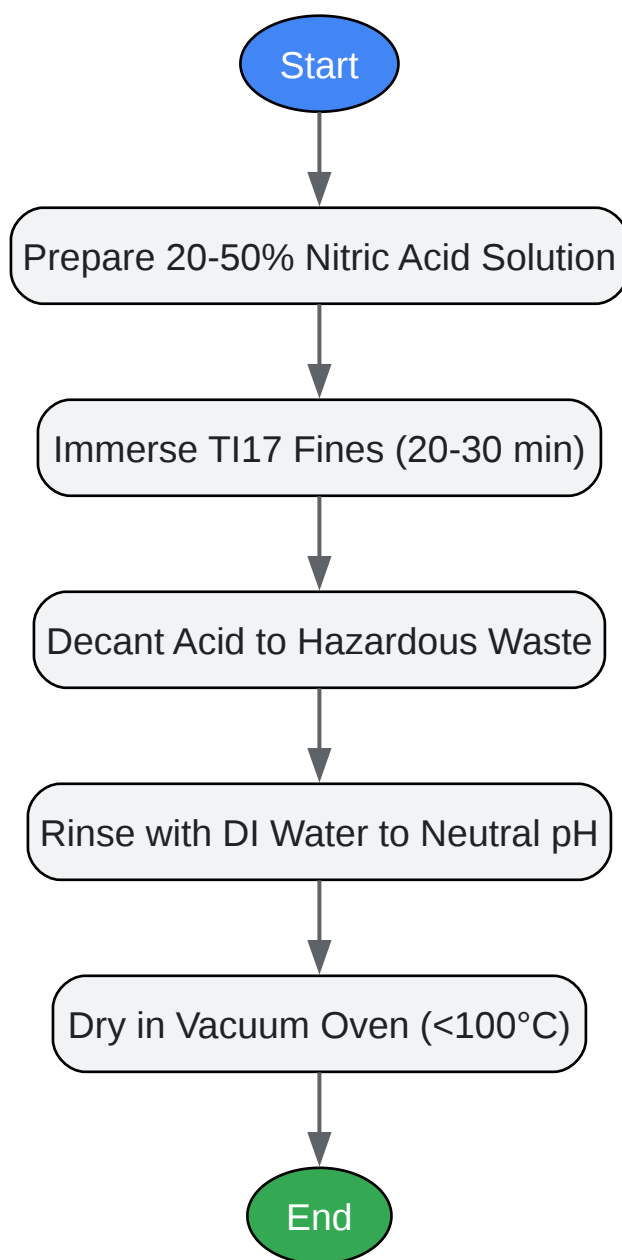 Start
Prepare 20-50% Nitric Acid Solution
Immerse TI17 Fines (20-30 min)
Decant Acid to Hazardous Waste
Rinse with DI Water to Neutral pH
Dry in Vacuum Oven (<100°C)
End